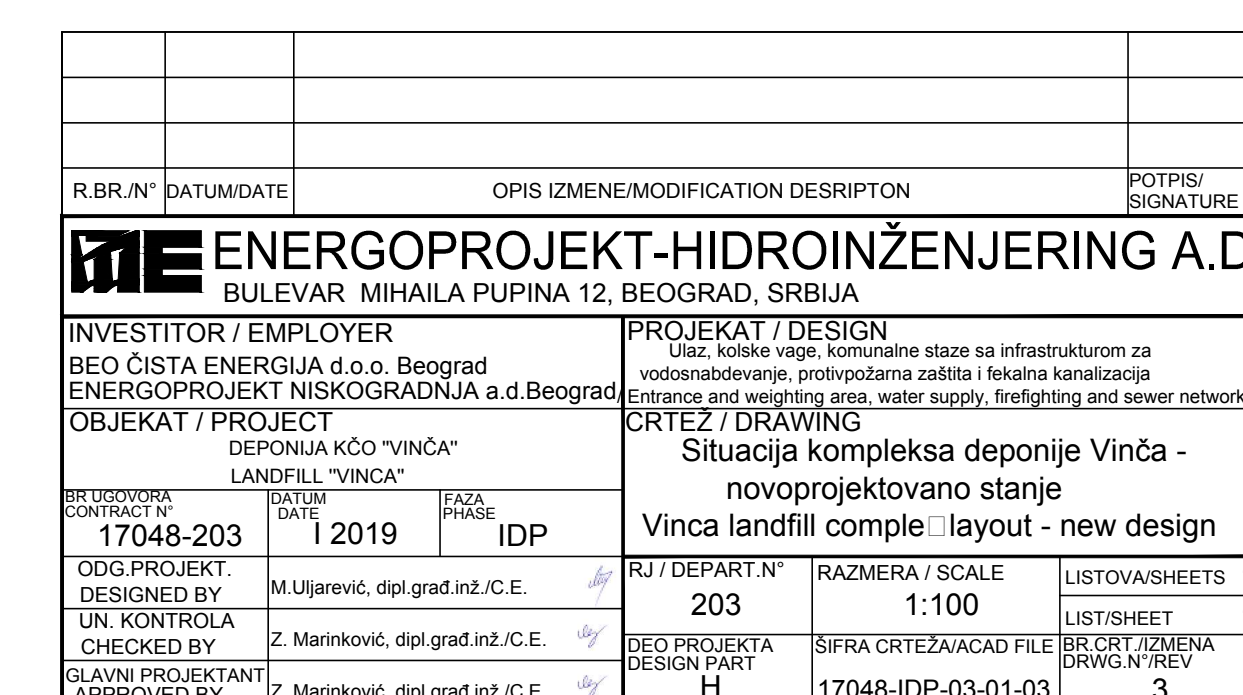 R.BR./N° DATUM/DATE OPIS IZMENE/MODIFICATION DESRIPTON POTPIS/
SIGNATURE
ENERGOPROJEKT-HIDROINŽENJERING A.D
BULEVAR MIHAILA PUPINA 12, BEOGRAD, SRBIJA
INVESTITOR / EMPLOYER
BEO ČISTA ENERGIJA d.o.o. Beograd
ENERGOPROJEKT NISKOGRADNJA a.d.Beograd/
PROJEKAT / DESIGN
Ulaz, kolske vage, komunalne staze sa infrastrukturom za
vodosnabdevanje, protivpožarna zaštita i fekalna kanalizacija
Entrance and weighting area, water supply, firefighting and sewer network
OBJEKAT / PROJECT
DEPONIJA KČO "VINČA"
LANDFILL "VINCA"
CRTEŽ / DRAWING
Situacija kompleksa deponije Vinča -
novoprojektovano stanje
Vinca landfill comple□layout - new design
BR UGOVORA
CONTRACT N°
17048-203
DATUM
DATE
I 2019
FAZA
PHASE
IDP
ODG.PROJEKT.
DESIGNED BY
M.Uljarević, dipl.građ.inž./C.E.
UN. KONTROLA
CHECKED BY
Z. Marinković, dipl.građ.inž./C.E.
GLAVNI PROJEKTANT
APPROVED BY
Z. Marinković, dipl.građ.inž./C.E.
RJ / DEPART.N°
203
RAZMERA / SCALE
1:100
LISTOVA/SHEETS
LIST/SHEET
DEO PROJEKTA
DESIGN PART
H
ŠIFRA CRTEŽA/ACAD FILE
17048-IDP-03-01-03
BR.CRT./IZMENA
DRWG.N°/REV
3